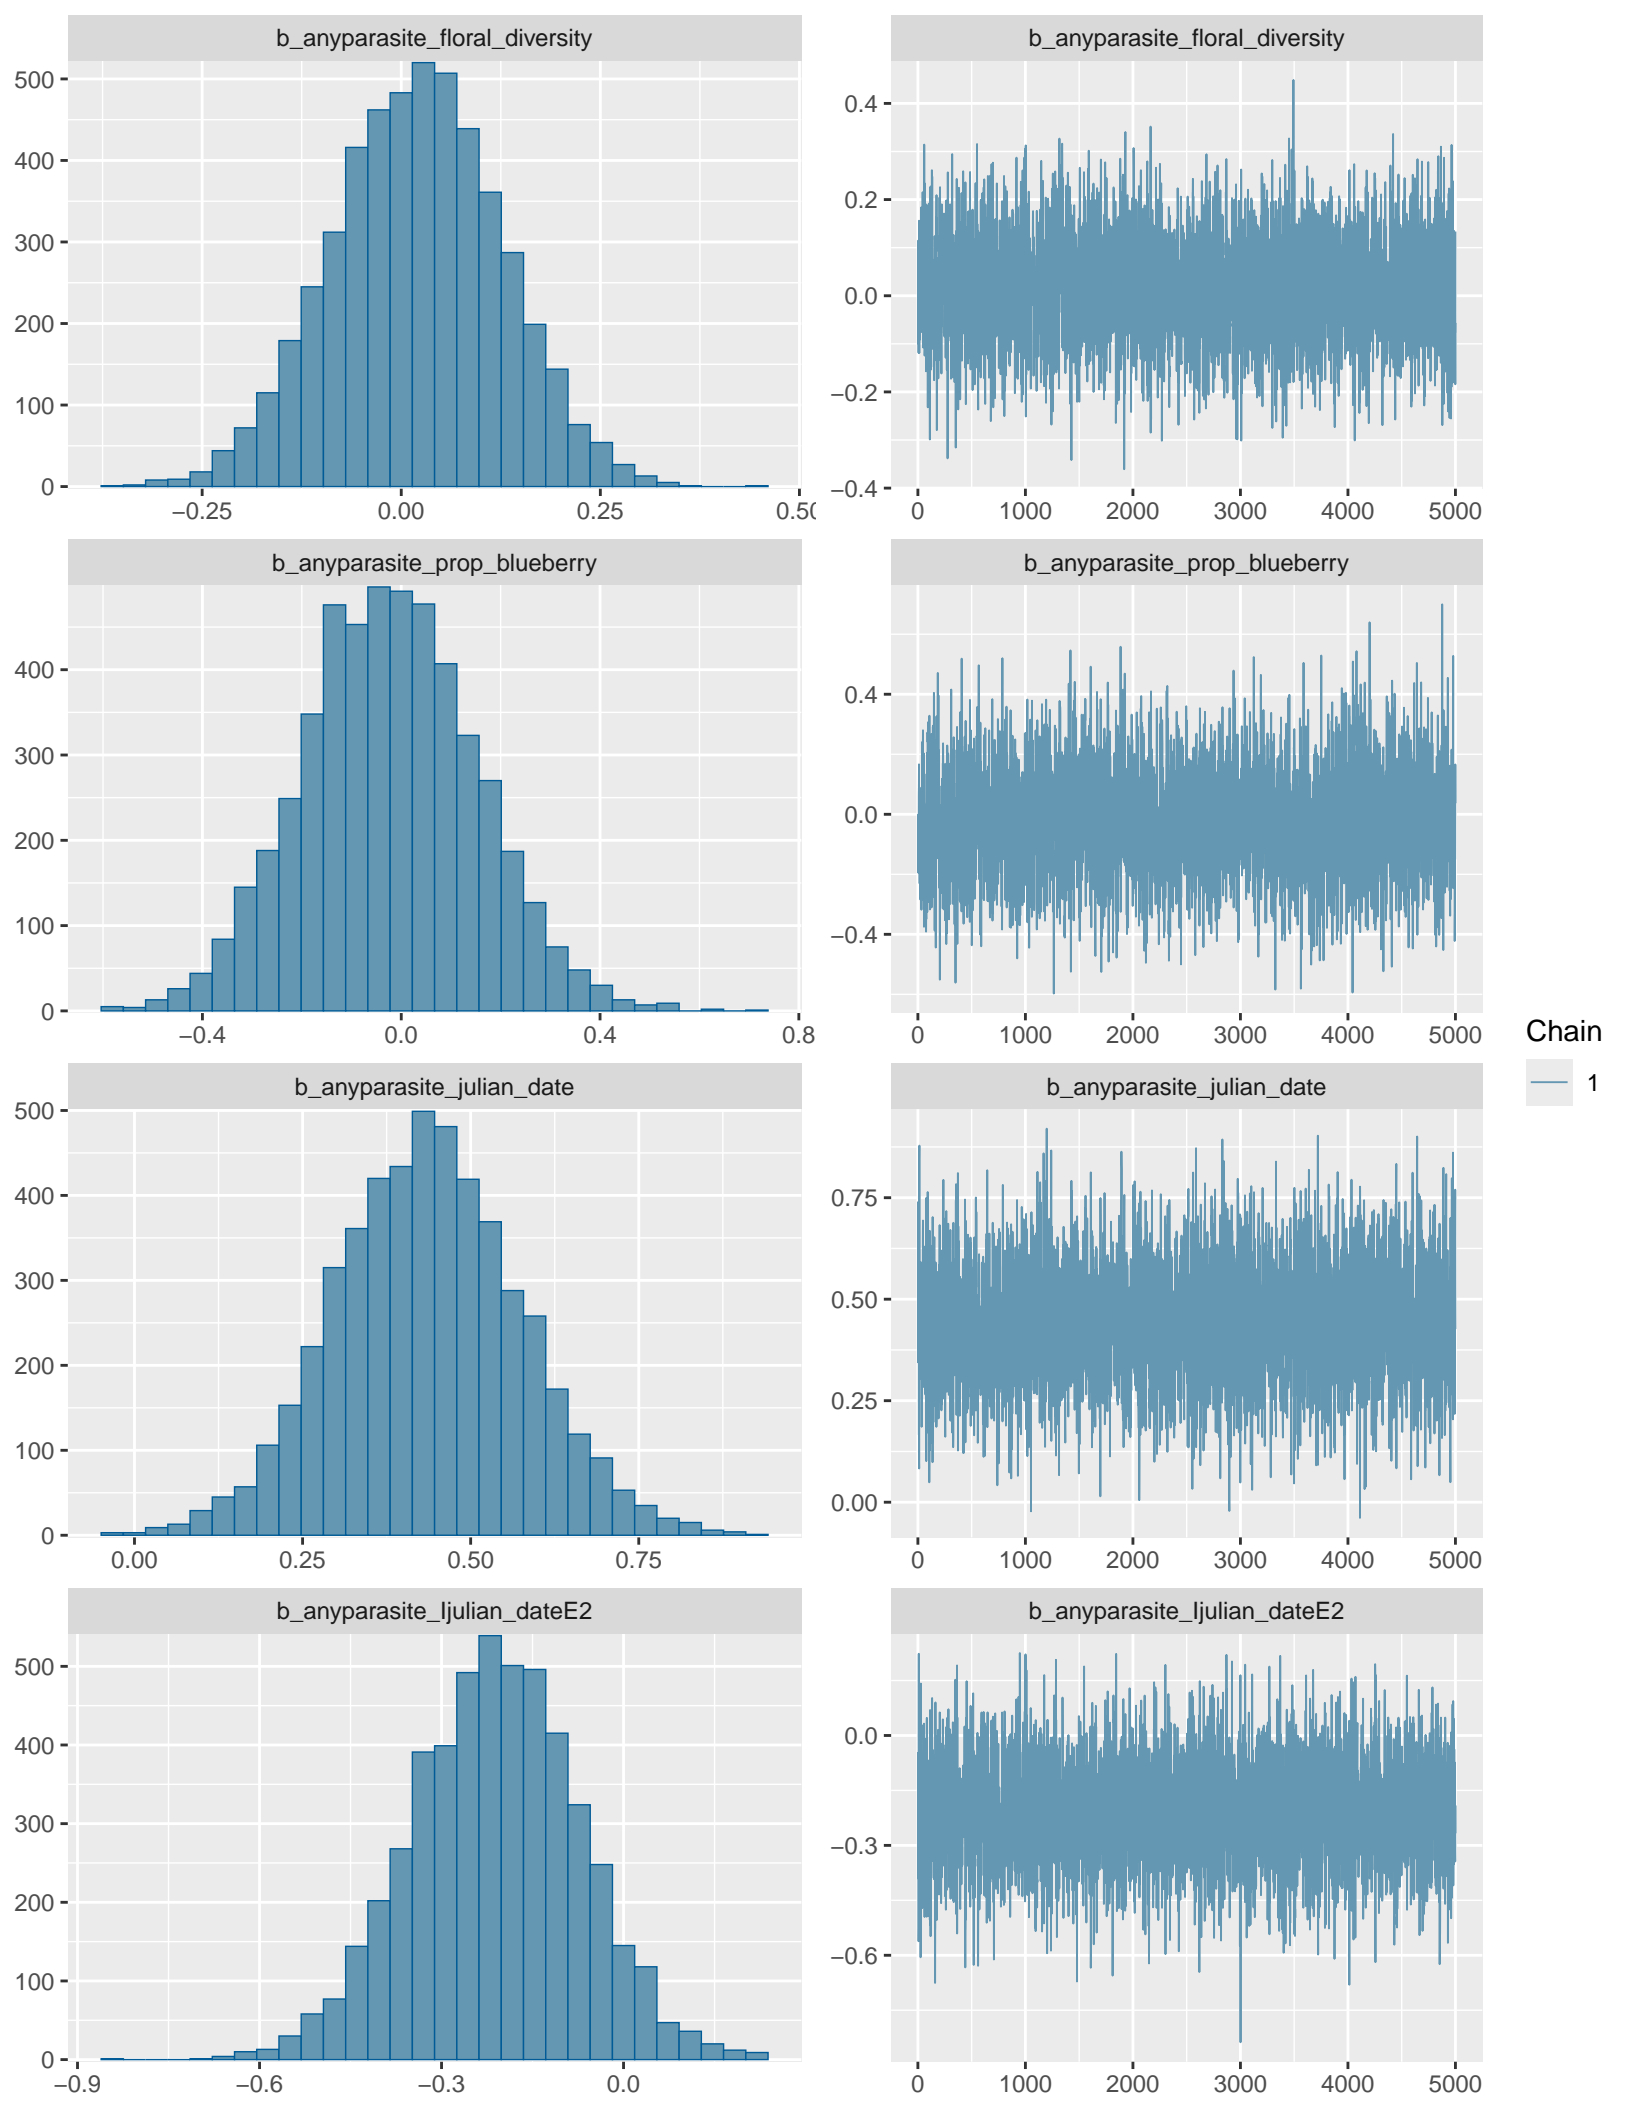 b_anyparasite_floral_diversity
500
400
300
200
100
0
−0.25 0.00 0.25 0.50
b_anyparasite_floral_diversity
0.4
0.2
0.0
−0.2
−0.4
0 1000 2000 3000 4000 5000
b_anyparasite_prop_blueberry
400
300
200
100
0
−0.4 0.0 0.4 0.8
b_anyparasite_prop_blueberry
0.4
0.0
−0.4
0 1000 2000 3000 4000 5000
b_anyparasite_julian_date
500
400
300
200
100
0
0.00 0.25 0.50 0.75
b_anyparasite_julian_date
0.75
0.50
0.25
0.00
0 1000 2000 3000 4000 5000
b_anyparasite_Ijulian_dateE2
500
400
300
200
100
0
−0.9 −0.6 −0.3 0.0
b_anyparasite_Ijulian_dateE2
0.0
−0.3
−0.6
0 1000 2000 3000 4000 5000
Chain
1